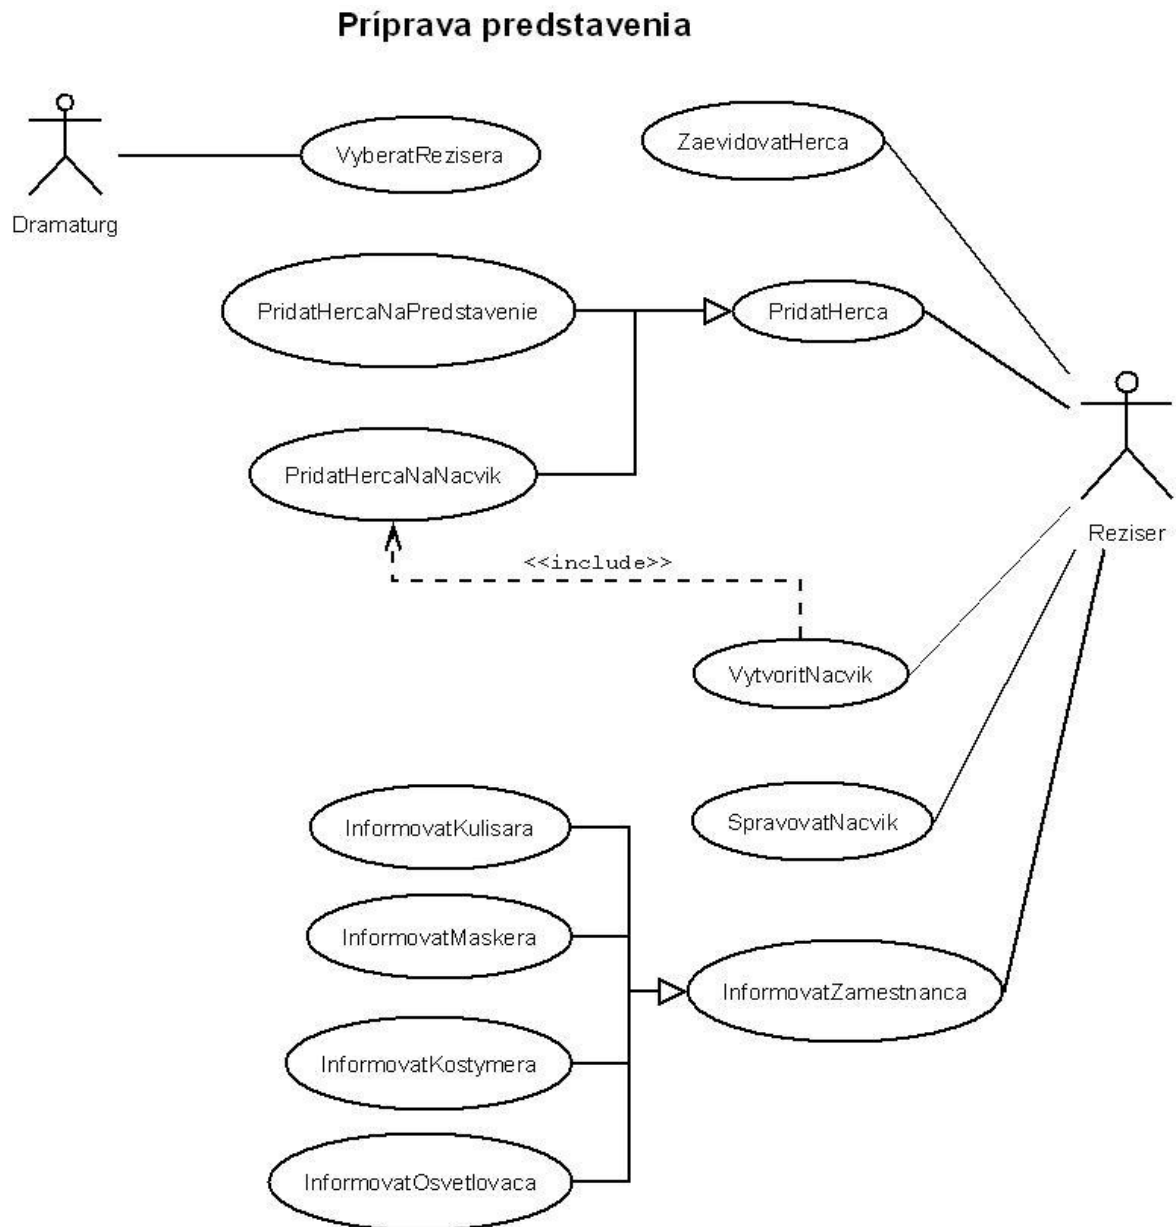 Príprava predstavenia
VyberatRezisera
ZaevidovatHerca
Dramaturg
PridatHercaNaPredstavenie
PridatHerca
PridatHercaNaNacvik
Reziser
<<include>>
VytvoritNacvik
SpravovatNacvik
InformovatKulisara
InformovatMaskera
InformovatZamestnanca
InformovatKostymera
InformovatOsvetlovaca